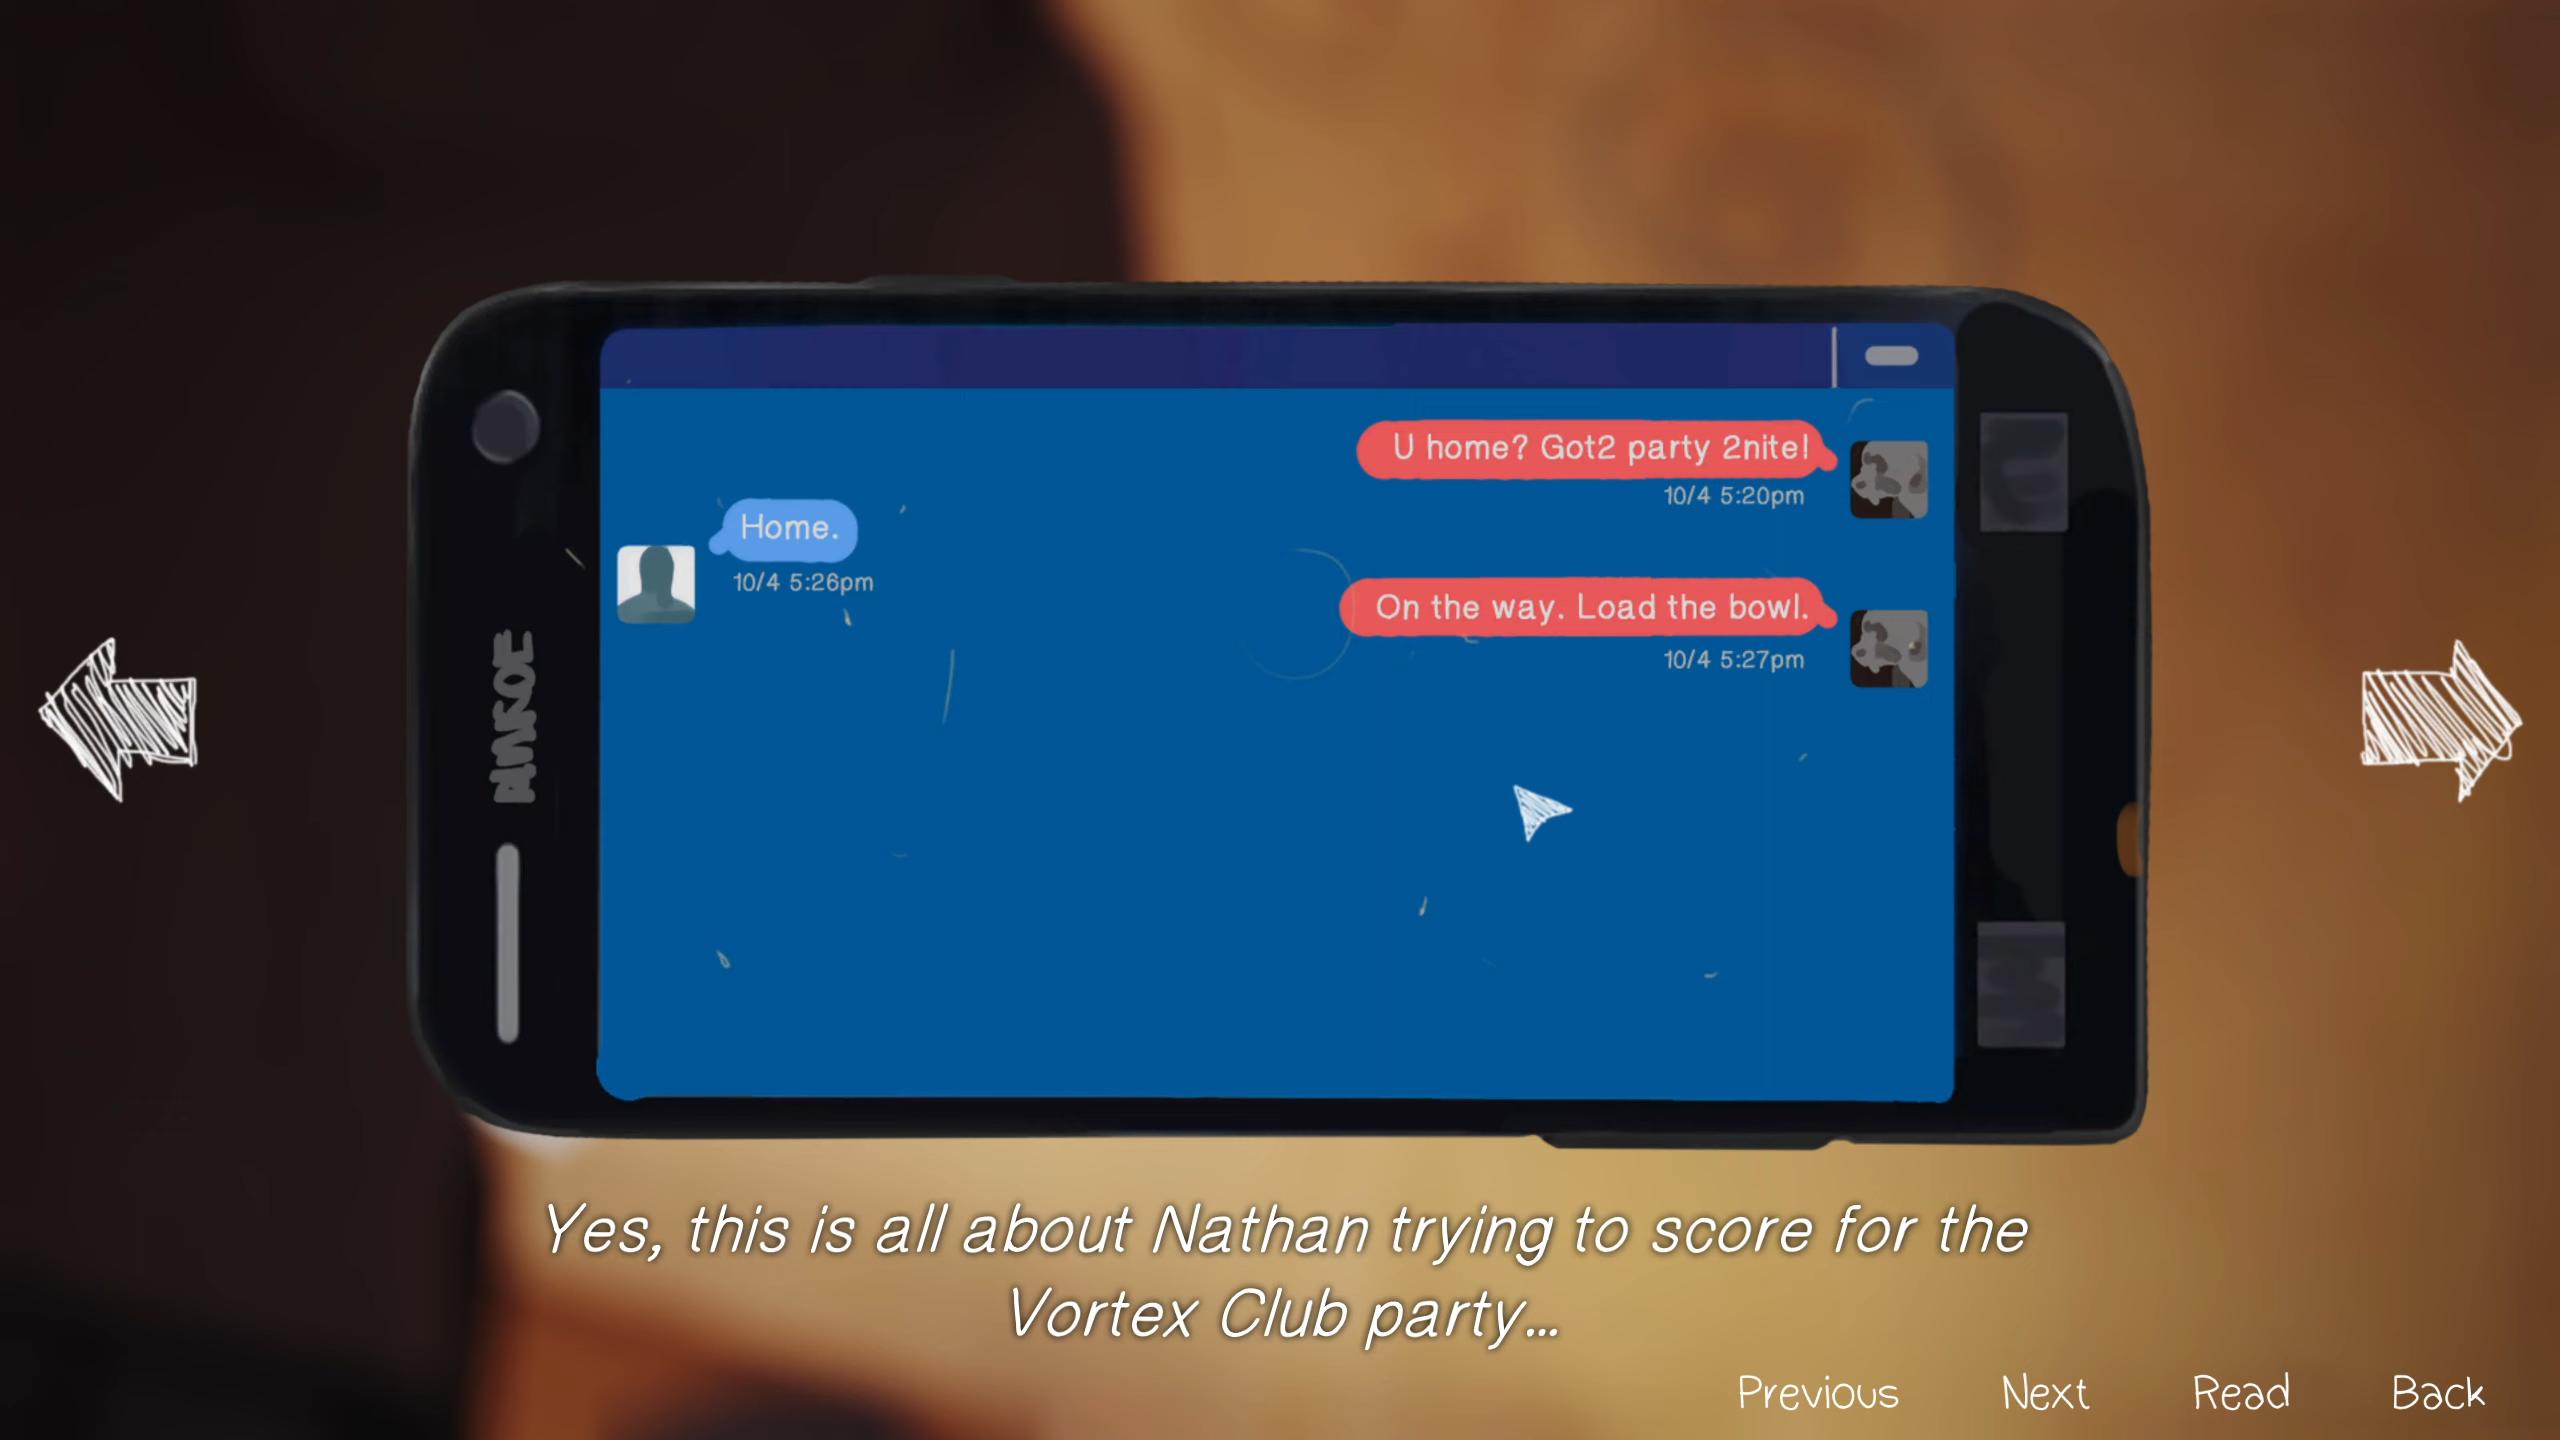 U home? Got2 party 2nite!
10/4 5:20pm
Home.
10/4 5:26pm
On the way. Load the bowl.
10/4 5:27pm
Yes, this is all about Nathan trying to score for the
Vortex Club party...
Previous Next Read Back